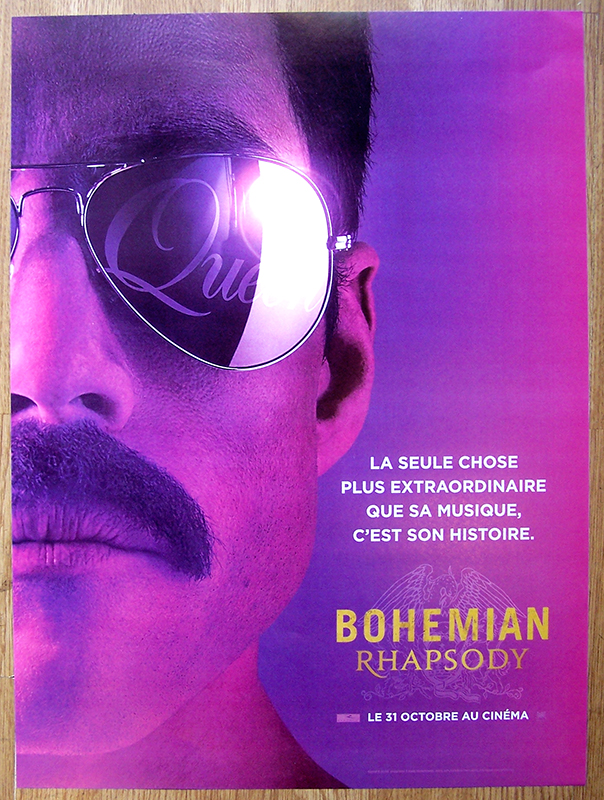 Queen
LA SEULE CHOSE
PLUS EXTRAORDINAIRE
QUE SA MUSIQUE,
C'EST SON HISTOIRE.
BOHEMIAN
RHAPSODY
LE 31 OCTOBRE AU CINÉMA